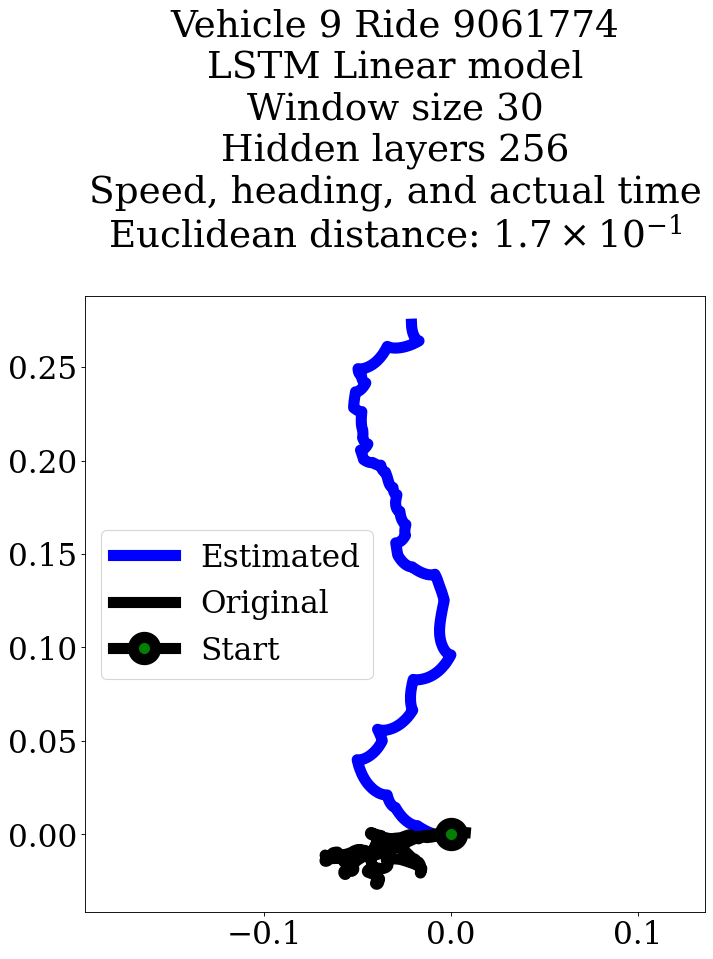 Vehicle 9 Ride 9061774
LSTM Linear model
Window size 30
Hidden layers 256
Speed, heading, and actual time
Euclidean distance: 1.7 × 10⁻¹
0.25
0.20
0.15
0.10
0.05
0.00
Estimated
Original
Start
−0.1
0.0
0.1